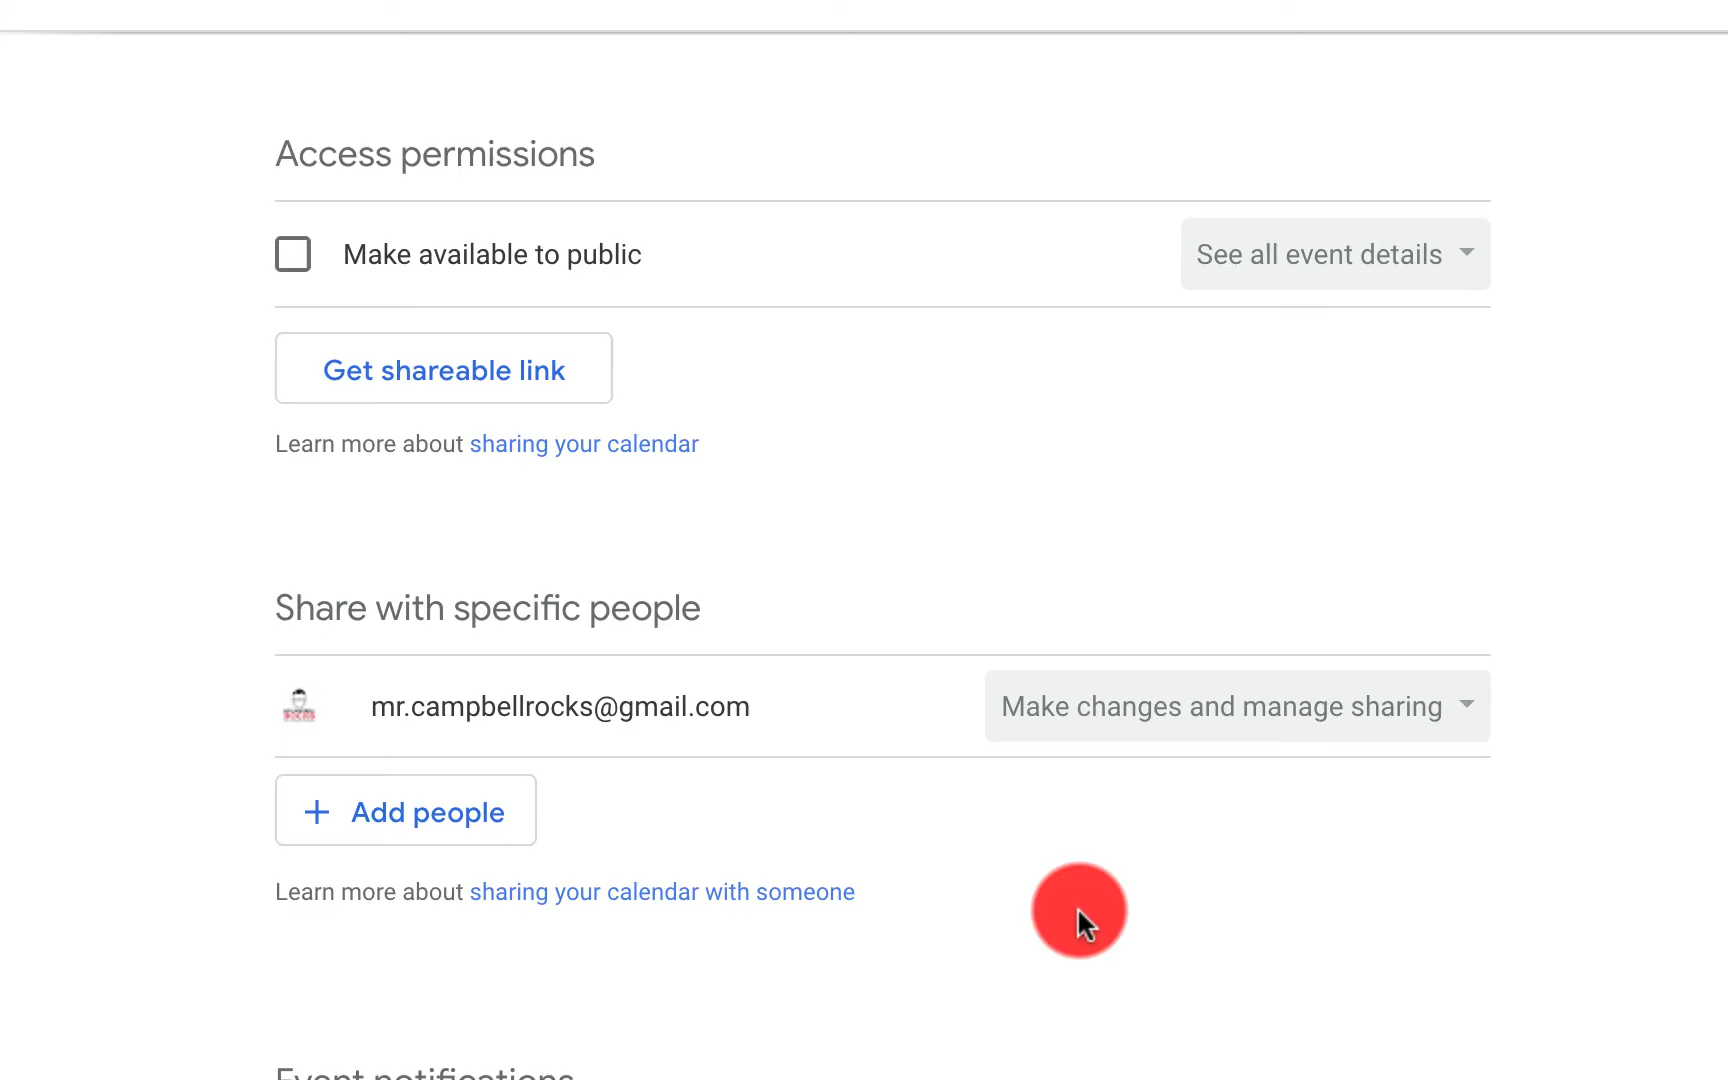 Access permissions
Make available to public
See all event details
Get shareable link
Learn more about sharing your calendar
Share with specific people
mr.campbellrocks@gmail.com
Make changes and manage sharing
Add people
Learn more about sharing your calendar with someone
Event notifications